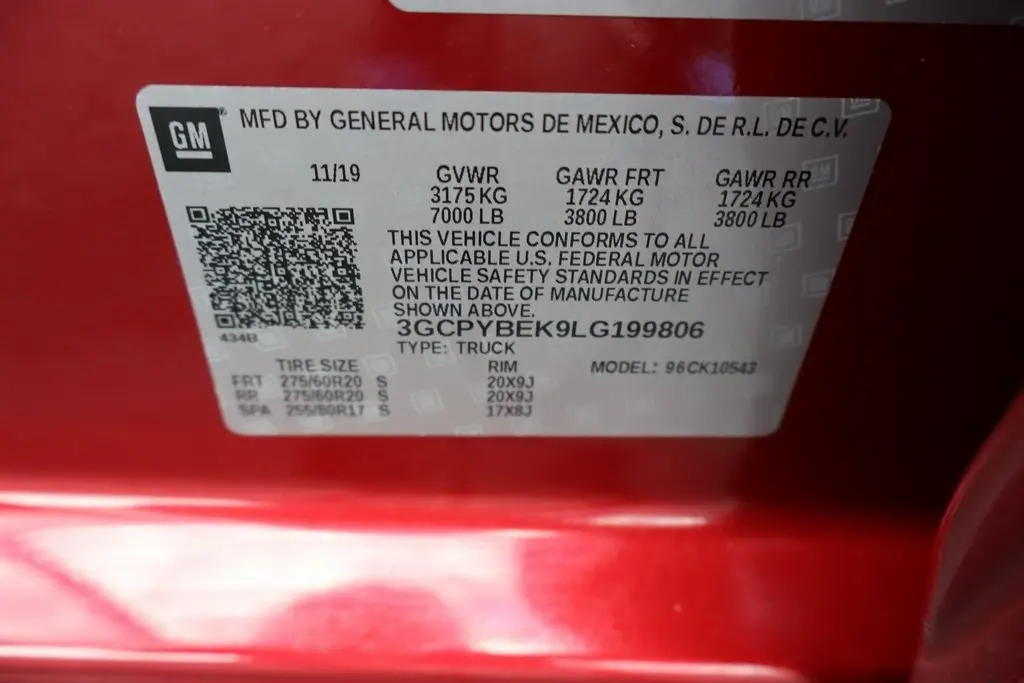 GM MFD BY GENERAL MOTORS DE MEXICO, S. DE R.L. DE C.V.
11/19 GVWR GAWR FRT GAWR RR
3175 KG 1724 KG 1724 KG
7000 LB 3800 LB 3800 LB
THIS VEHICLE CONFORMS TO ALL
APPLICABLE U.S. FEDERAL MOTOR
VEHICLE SAFETY STANDARDS IN EFFECT
ON THE DATE OF MANUFACTURE
SHOWN ABOVE.
3GCPYBEK9LG199806
434B
TYPE: TRUCK
TIRE SIZE RIM MODEL: 96CK10543
FRT 275/60R20 S 20X9J
RR 275/60R20 S 20X9J
SPA 255/80R17 S 17X8J